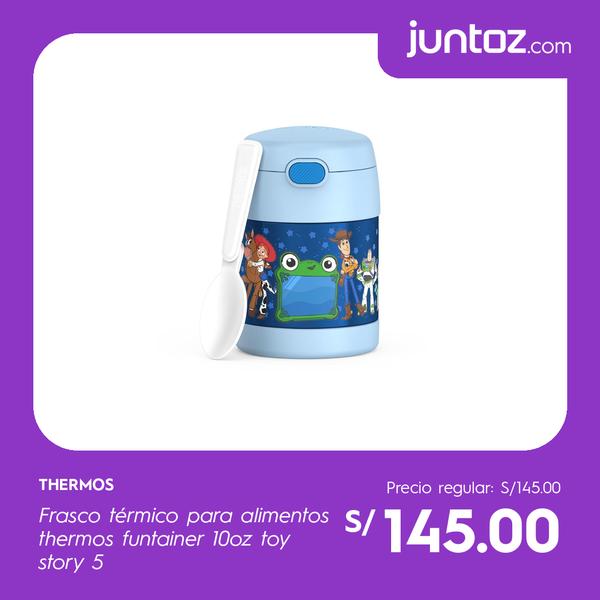 juntoz.com
THERMOS
Frasco térmico para alimentos
thermos funtainer 10oz toy
story 5
Precio regular: S/145.00
S/145.00